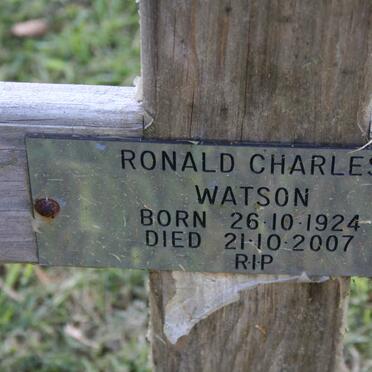 RONALD CHARLES
WATSON
BORN 26·10·1924
DIED 21·10·2007
RIP